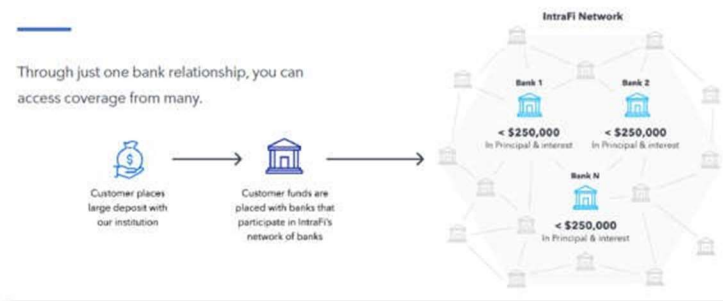 IntraFi Network
Through just one bank relationship, you can
access coverage from many.
$
Customer places
large deposit with
our institution
Customer funds are
placed with banks that
participate in IntraFi's
network of banks
Bank 1
< $250,000
In Principal & interest
Bank 2
< $250,000
In Principal & interest
Bank N
< $250,000
In Principal & interest